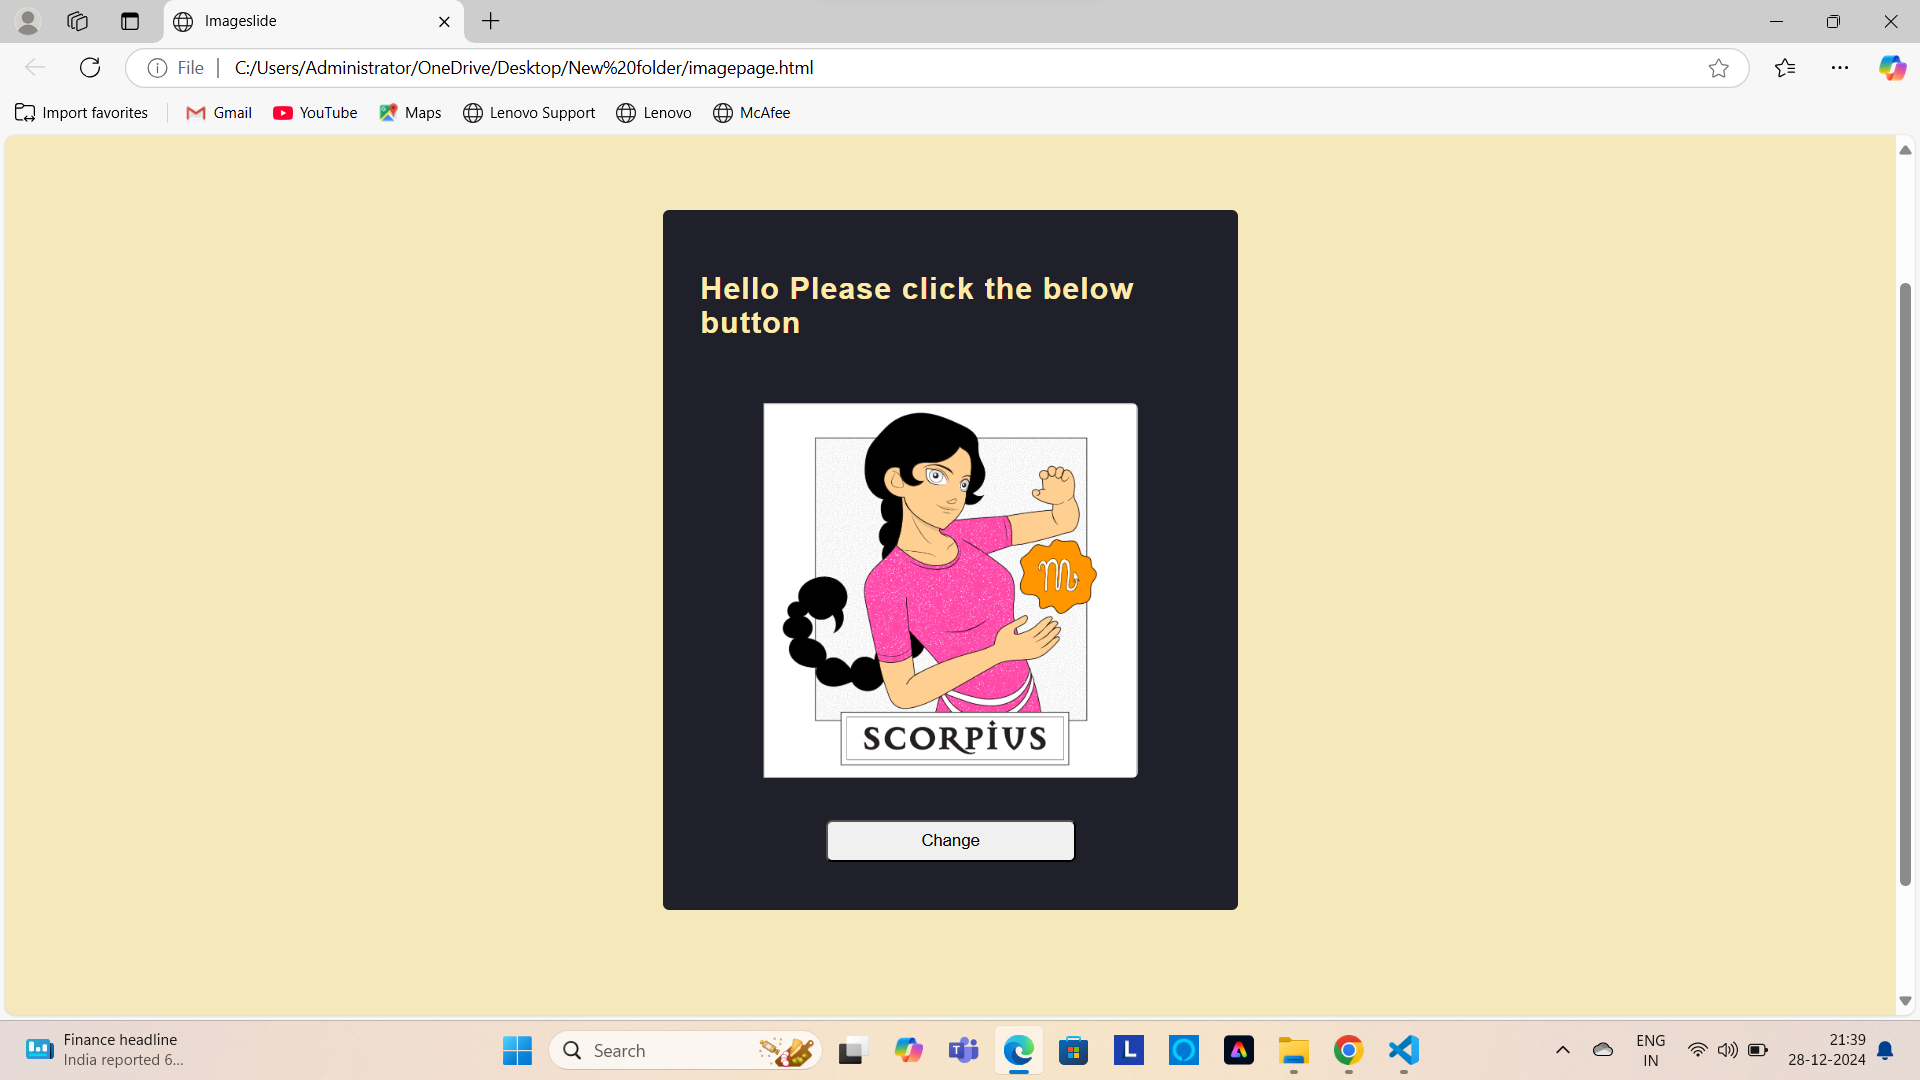 Imageslide
File
C:/Users/Administrator/OneDrive/Desktop/New%20folder/imagepage.html
Import favorites
Gmail
YouTube
Maps
Lenovo Support
Lenovo
McAfee
Hello Please click the below
button
SCORPIUS
Change
Finance headline
India reported 6...
Search
L
ENG
IN
21:39
28-12-2024